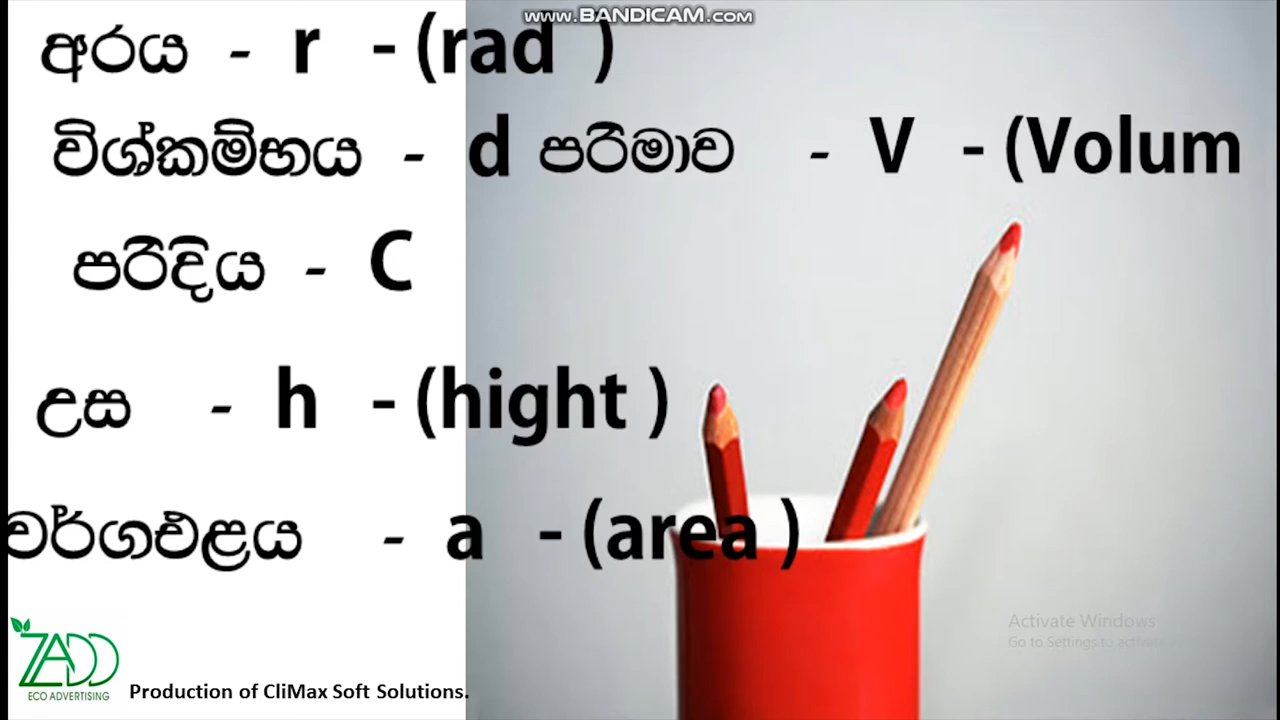 www.BANDICAM.com
අරය - r - (rad )
විශ්කම්භය - d
පරිමාව - V - (Volum
පරිදිය - C
උස - h - (hight )
වර්ගඵළය - a - (area )
Activate Windows
Go to Settings to activate
ZADD
ECO ADVERTISING
Production of CliMax Soft Solutions.